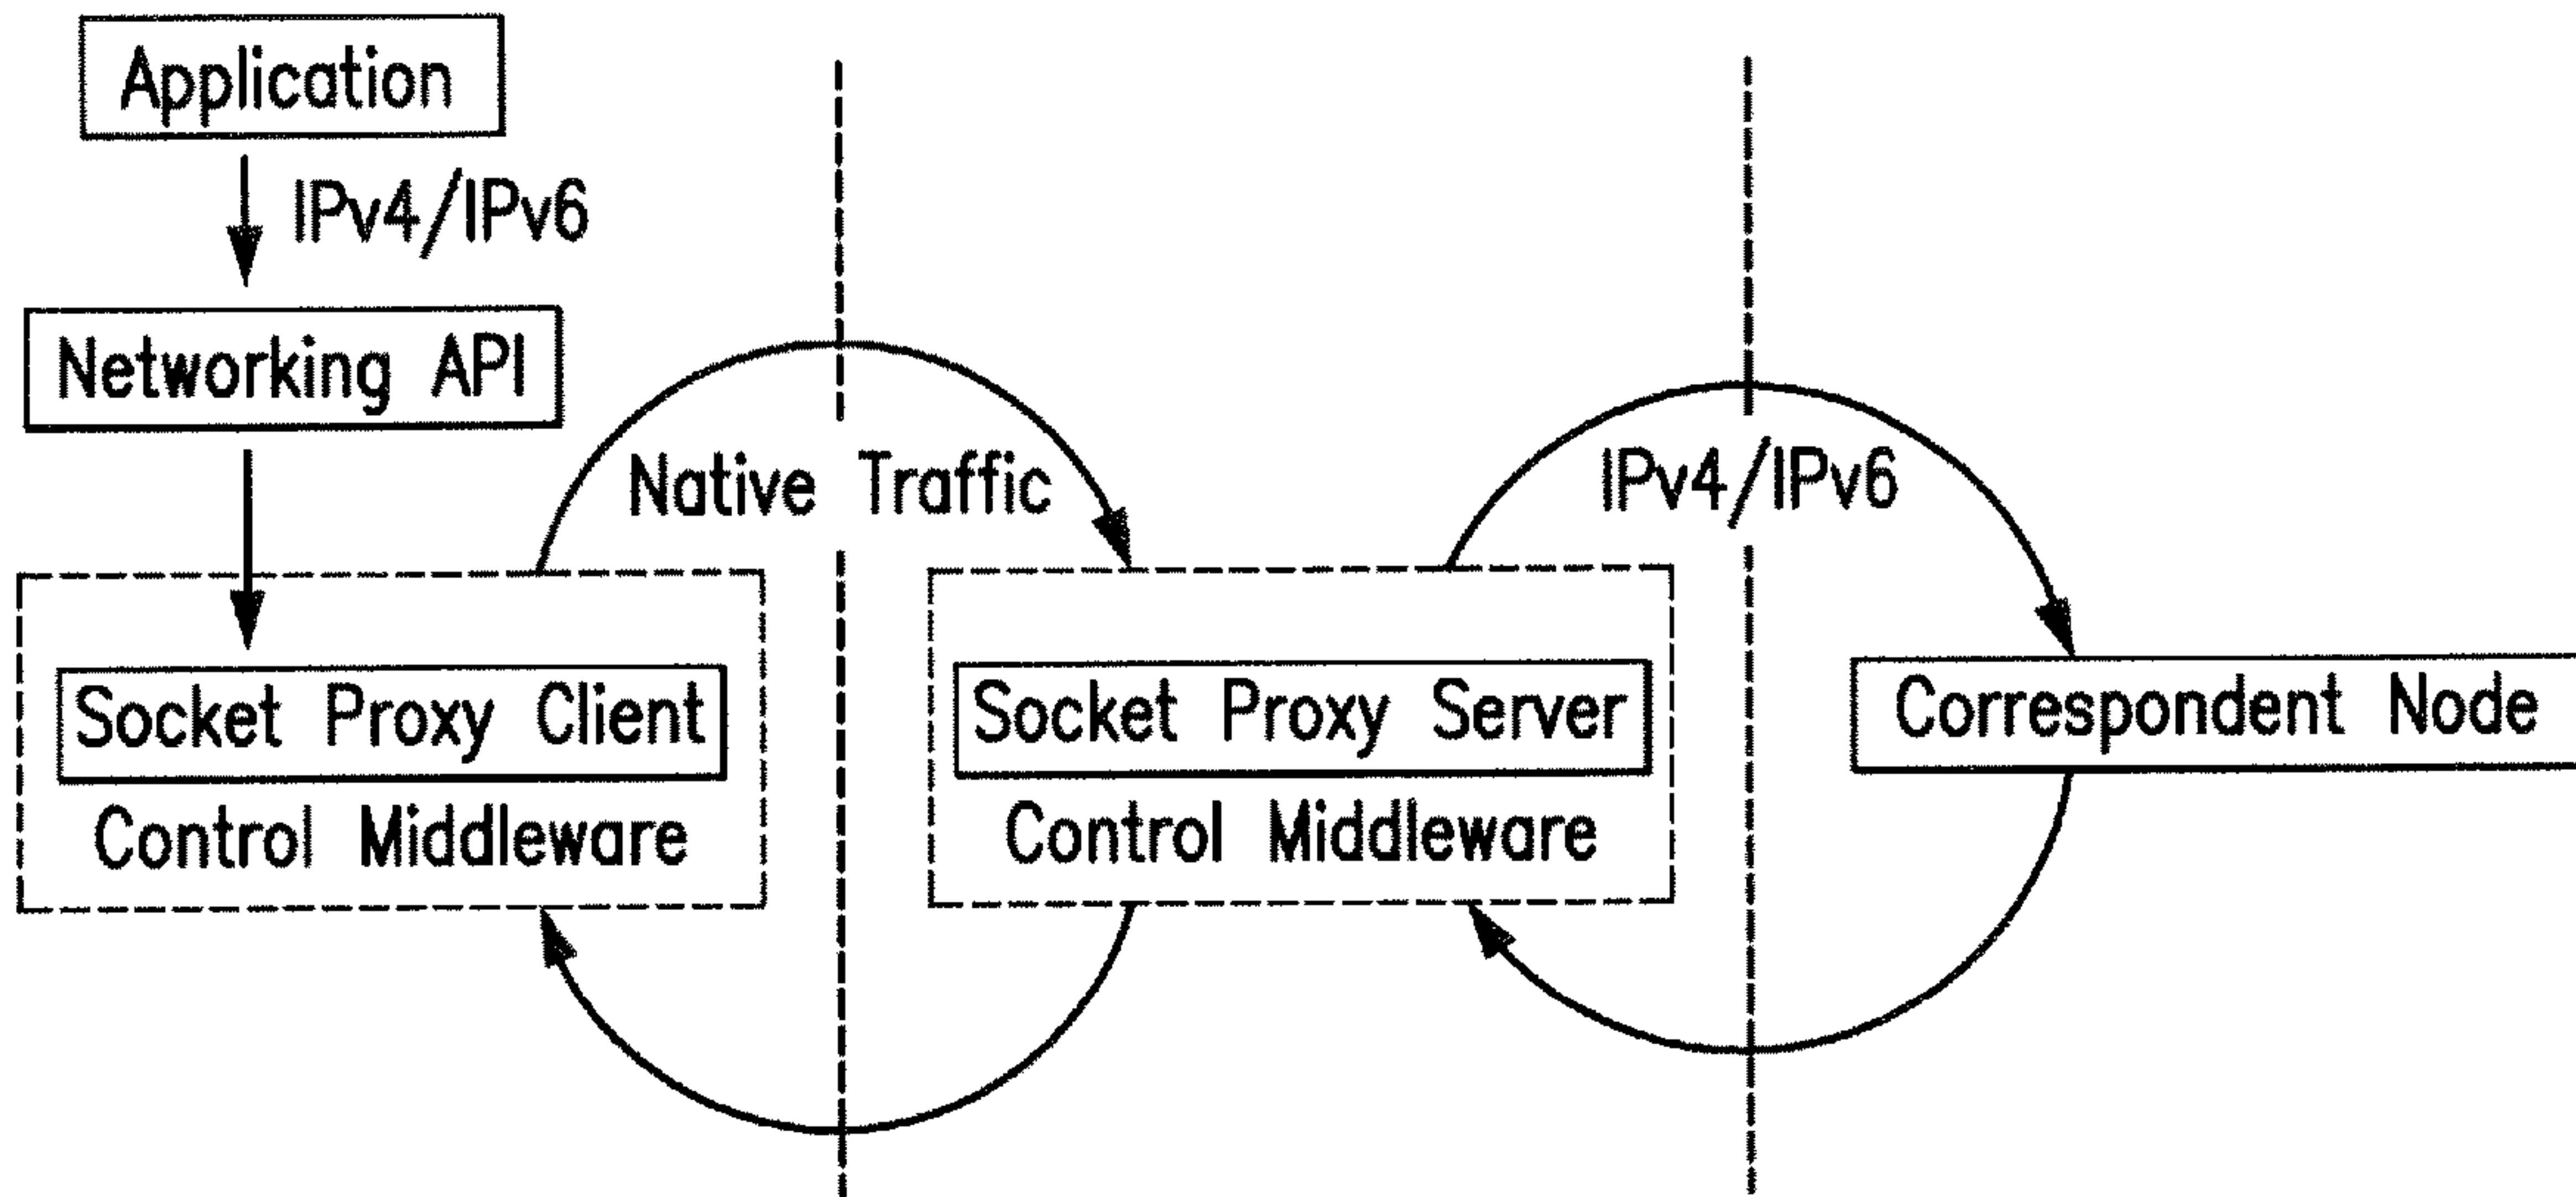 Application
IPv4/IPv6
Networking API
Native Traffic
IPv4/IPv6
Socket Proxy Client
Control Middleware
Socket Proxy Server
Control Middleware
Correspondent Node